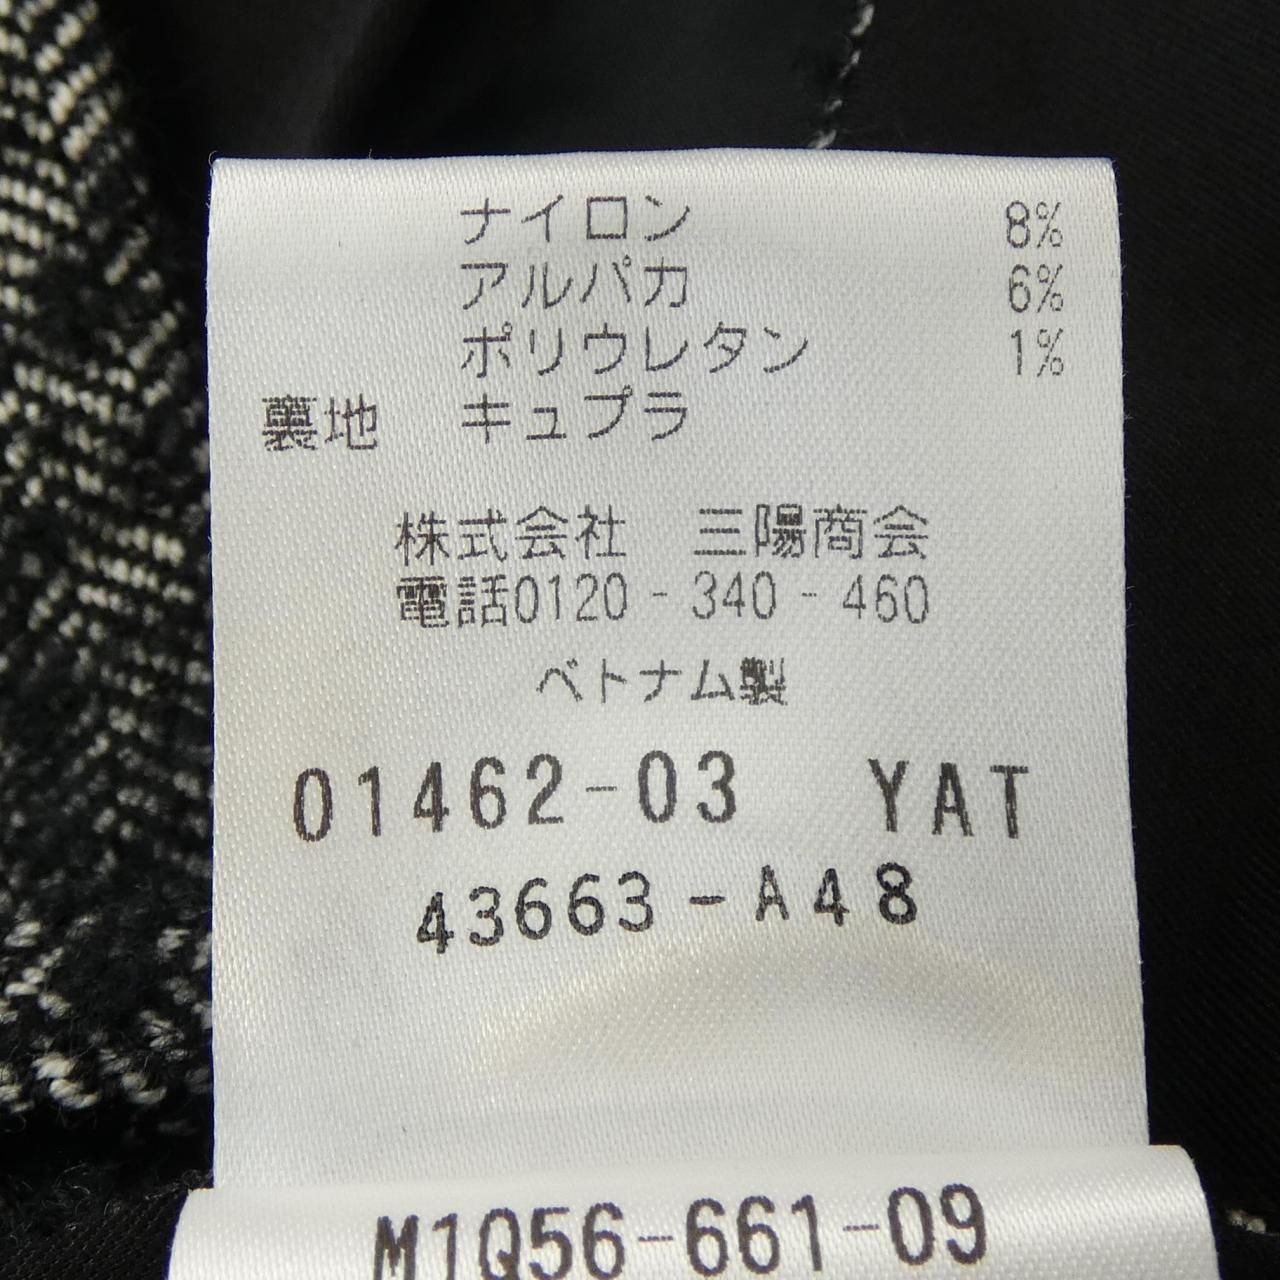 ナイロン 8%
アルパカ 6%
ポリウレタン 1%
裏地 キュプラ
株式会社 三陽商会
電話0120-340-460
ベトナム製
01462-03 YAT
43663-A48
M1Q56-661-09